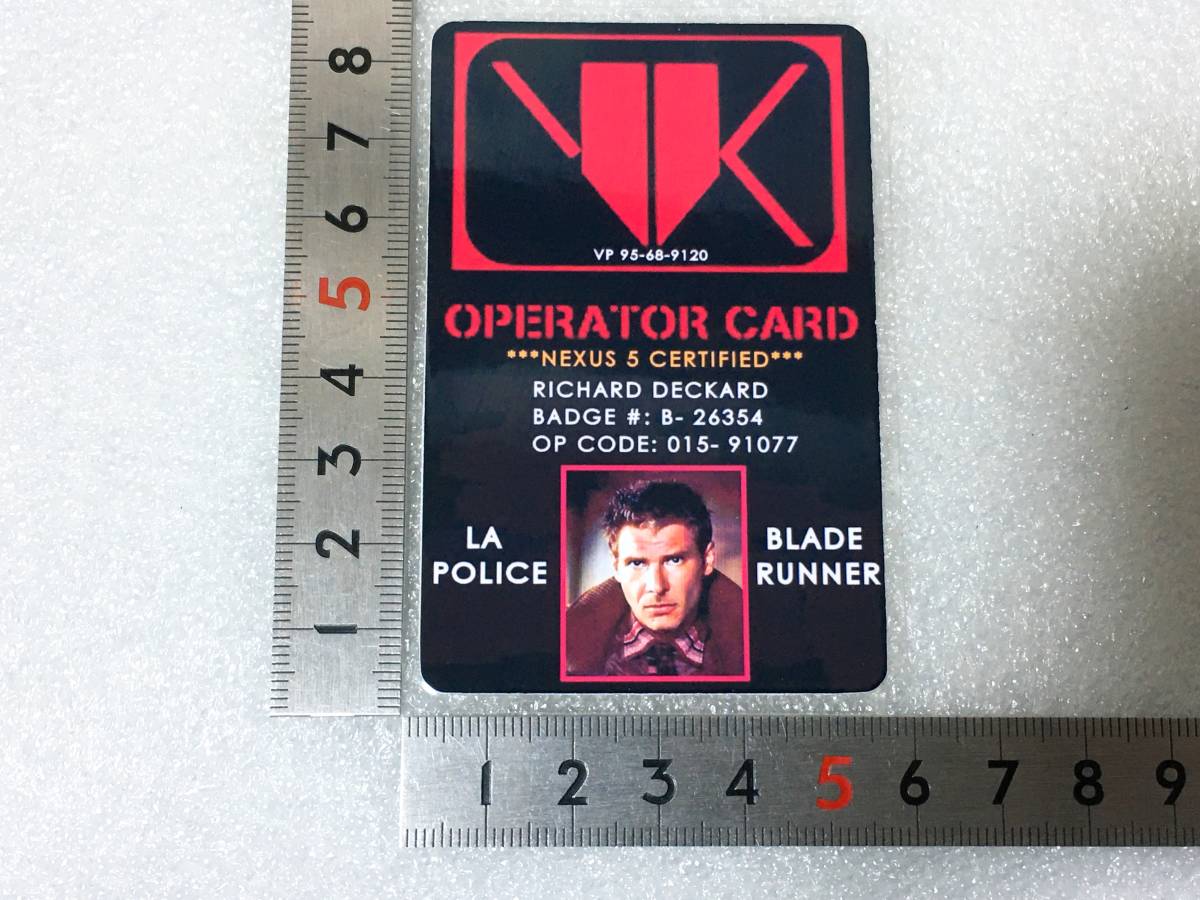 VK
VP 95-68-9120
OPERATOR CARD
***NEXUS 5 CERTIFIED***
RICHARD DECKARD
BADGE #: B- 26354
OP CODE: 015- 91077
LA
POLICE
BLADE
RUNNER
8
7
6
5
4
3
2
1
1 2 3 4 5 6 7 8 9